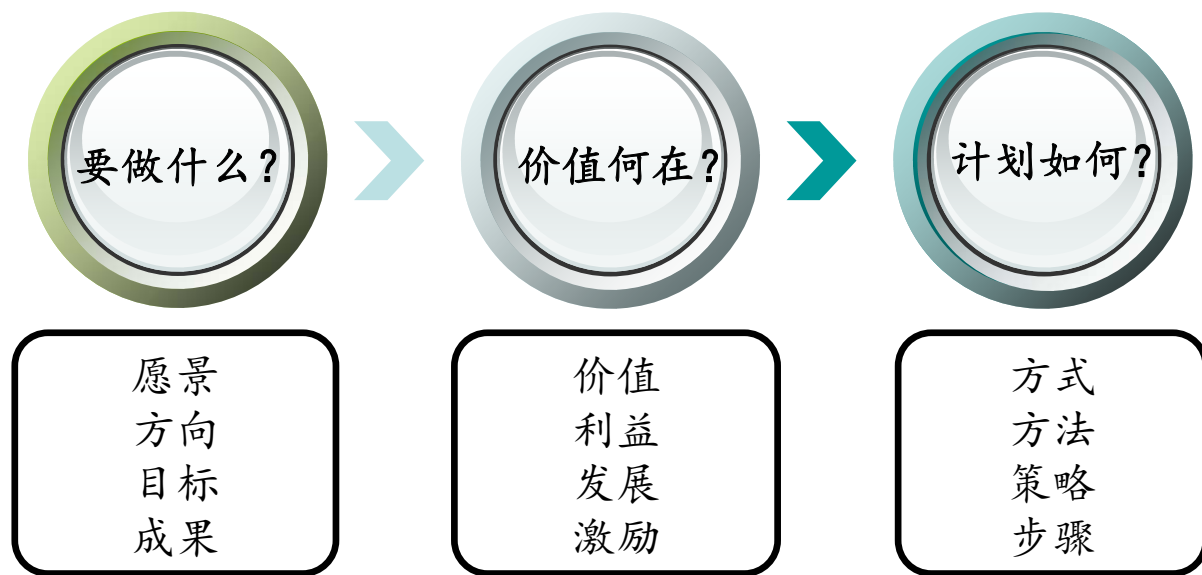 要做什么？
价值何在？
计划如何？
愿景
方向
目标
成果
价值
利益
发展
激励
方式
方法
策略
步骤